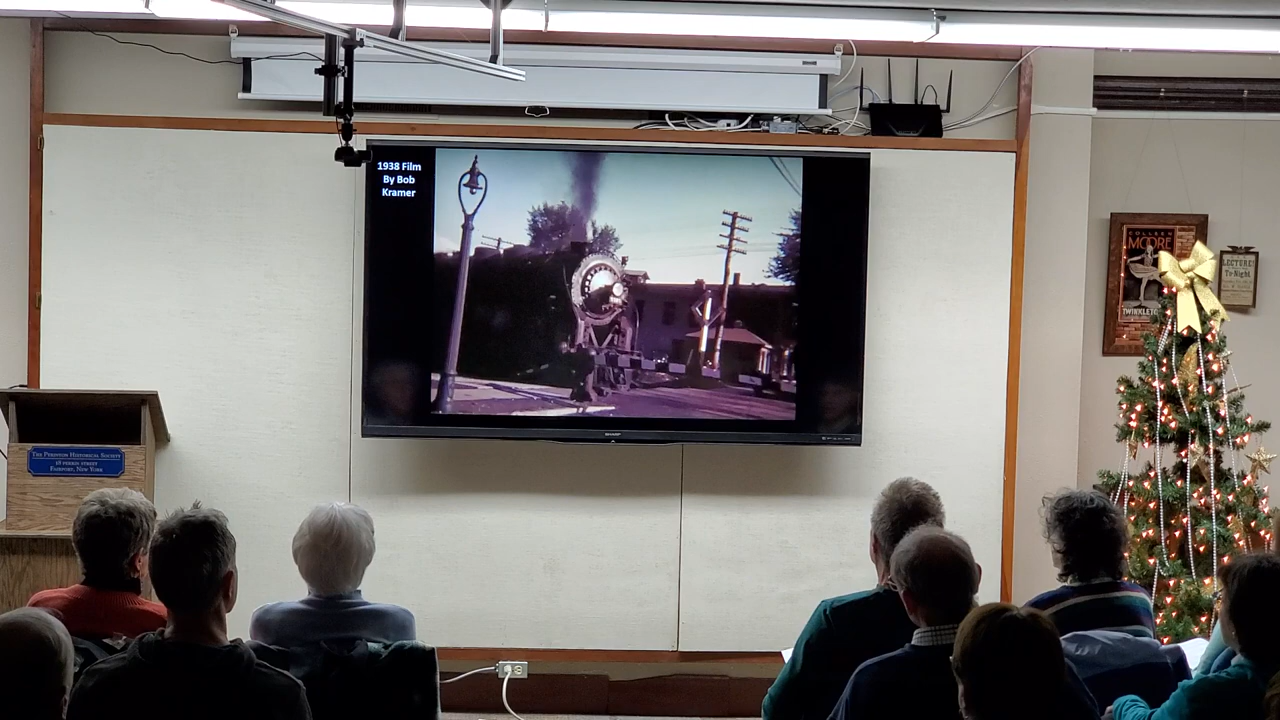 1938 Film
By Bob
Kramer
SHARP
THE PERINTON HISTORICAL SOCIETY
18 PERRIN STREET
FAIRPORT, NEW YORK
COLLEEN
MOORE
LECTURE!
To-Night